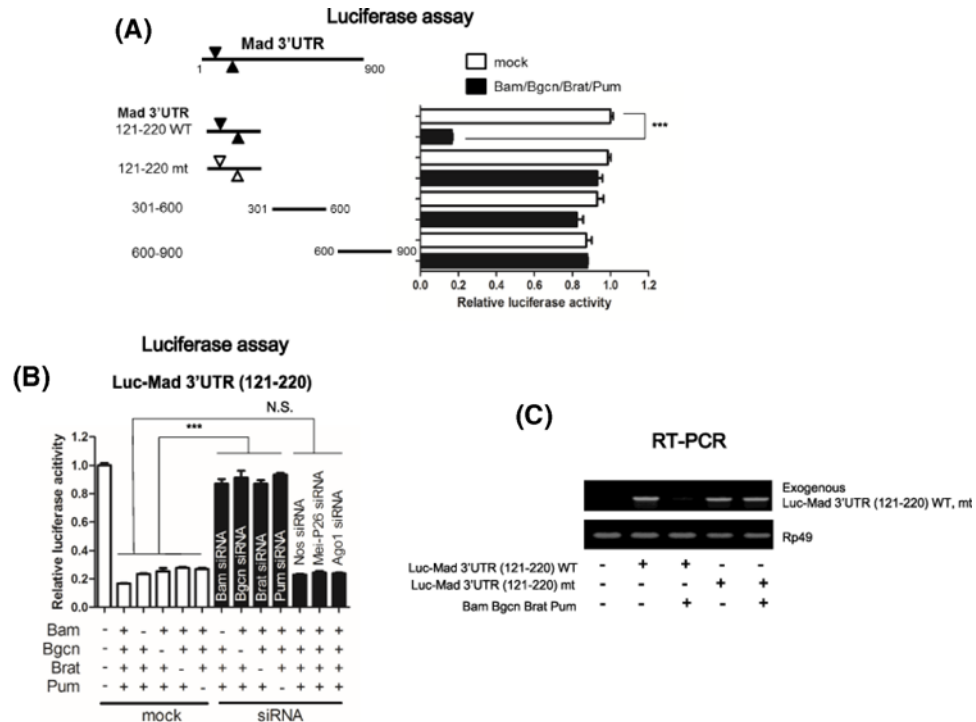 (A)
Luciferase assay
Mad 3'UTR
1 900
mock
Bam/Bgcn/Brat/Pum
Mad 3'UTR
121-220 WT
121-220 mt
301-600
301 600
600-900
600 900
***
0.0 0.2 0.4 0.6 0.8 1.0 1.2
Relative luciferase activity
(B)
Luciferase assay
Luc-Mad 3'UTR (121-220)
N.S.
***
Relative luciferase acitivity
1.2
1.0
0.8
0.6
0.4
0.2
0.0
Bam siRNA
Bgcn siRNA
Brat siRNA
Pum siRNA
Nos siRNA
Mei-P26 siRNA
Ago1 siRNA
Bam - + - + + + - + + + + + +
Bgcn - + + - + + + - + + + + +
Brat - + + + - + + + - + + + +
Pum - + + + + - + + + - + + +
mock siRNA
(C)
RT-PCR
Exogenous
Luc-Mad 3'UTR (121-220) WT, mt
Rp49
Luc-Mad 3'UTR (121-220) WT - + + - -
Luc-Mad 3'UTR (121-220) mt - - - + +
Bam Bgcn Brat Pum - - + - +